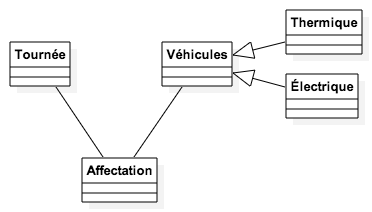 Thermique
Tournée
Véhicules
Électrique
Affectation